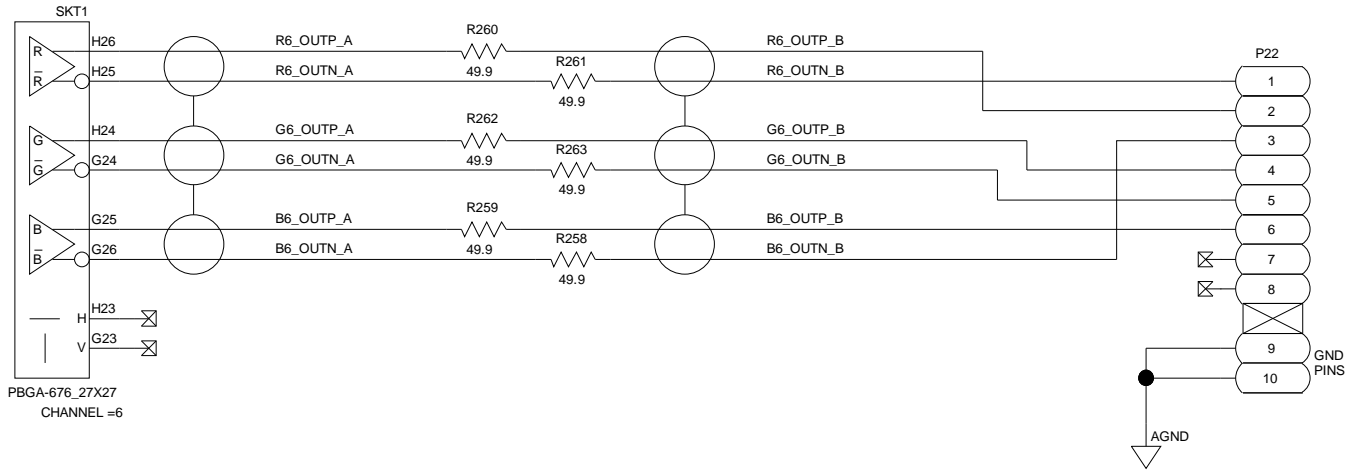 SKT1
R H26 R6_OUTP_A R260 49.9 R6_OUTP_B
R H25 R6_OUTN_A R261 49.9 R6_OUTN_B
G H24 G6_OUTP_A R262 49.9 G6_OUTP_B
G G24 G6_OUTN_A R263 49.9 G6_OUTN_B
B G25 B6_OUTP_A R259 49.9 B6_OUTP_B
B G26 B6_OUTN_A R258 49.9 B6_OUTN_B
H H23
V G23
PBGA-676_27X27
CHANNEL =6
P22
1
2
3
4
5
6
7
8
9
10
GND
PINS
AGND